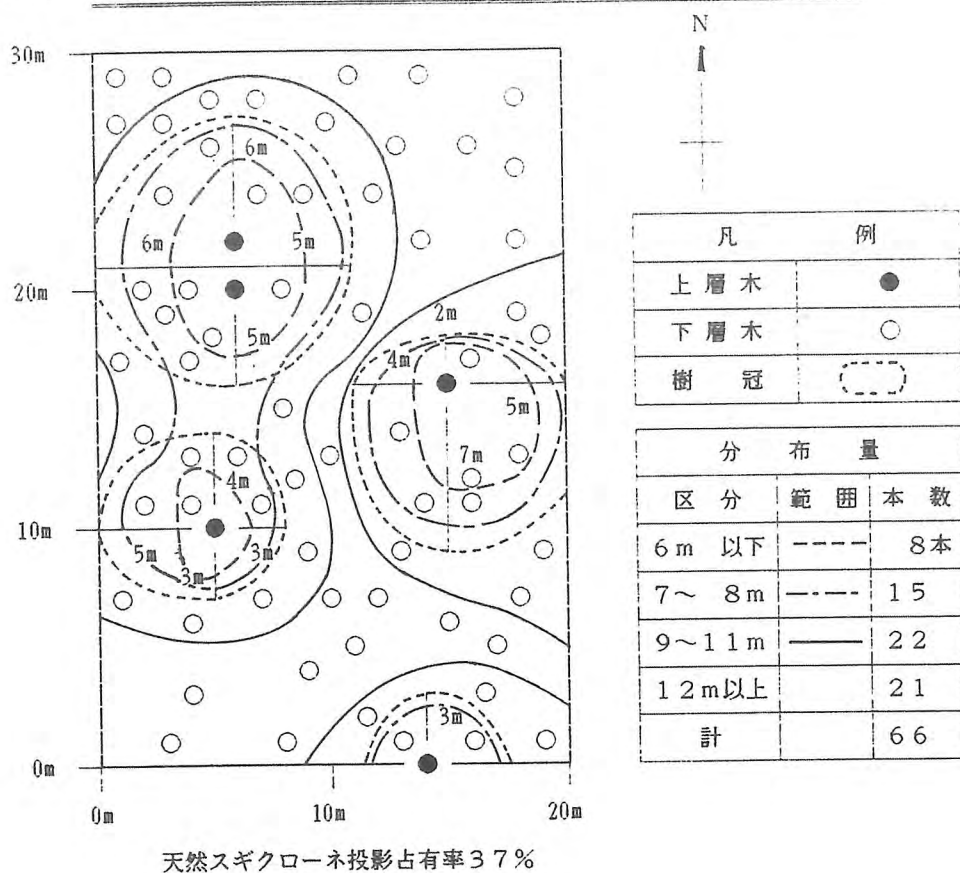 N
30m
20m
10m
0m
0m
10m
20m
6m
6m
5m
5m
2m
4m
5m
7m
4m
5m
3m
3m
3m
凡 例
上層木
下層木
樹 冠
分 布 量
区 分 範 囲 本 数
6m 以下 8本
7〜 8m 15
9〜11m 22
12m以上 21
計 66
天然スギクローネ投影占有率37%